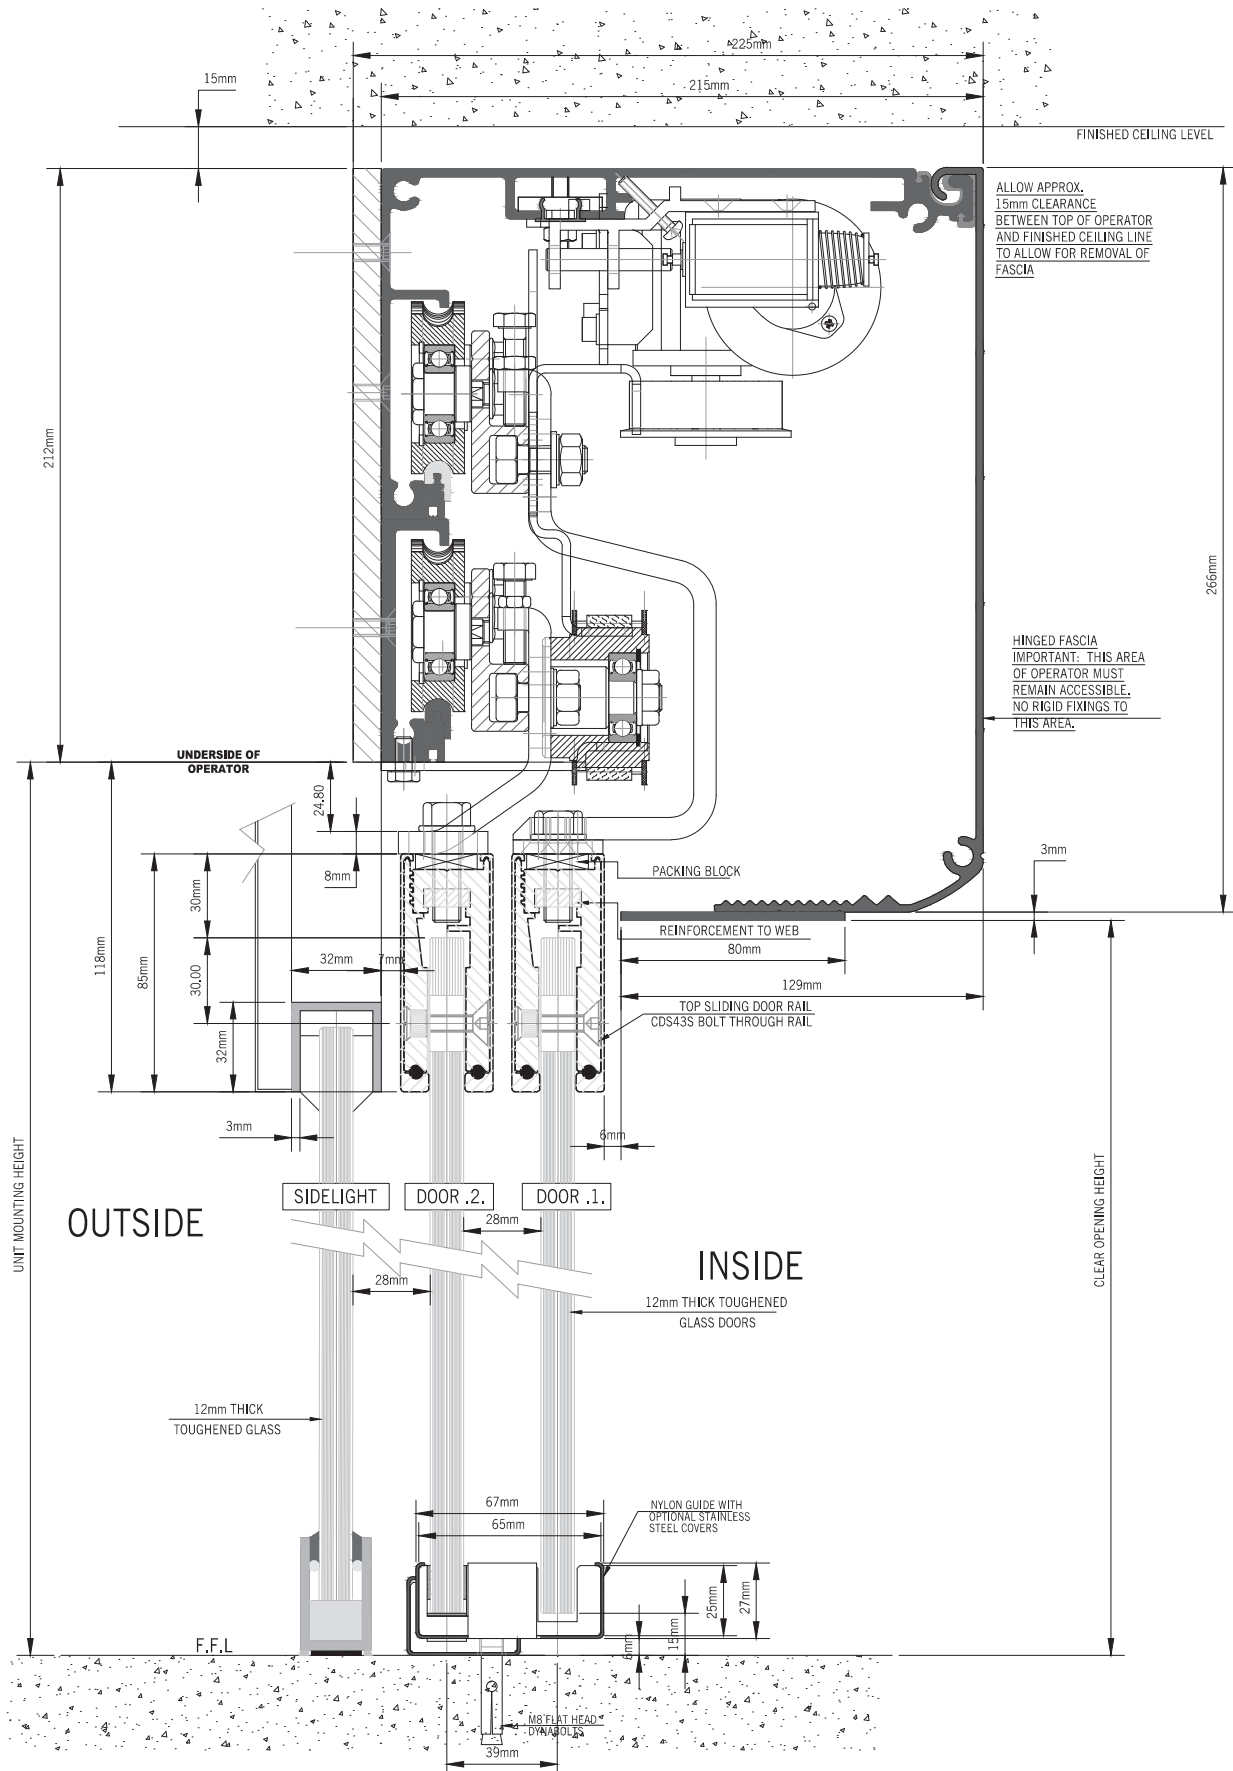 225mm
15mm
215mm
FINISHED CEILING LEVEL
ALLOW APPROX.
15mm CLEARANCE
BETWEEN TOP OF OPERATOR
AND FINISHED CEILING LINE
TO ALLOW FOR REMOVAL OF
FASCIA
212mm
266mm
HINGED FASCIA
IMPORTANT: THIS AREA
OF OPERATOR MUST
REMAIN ACCESSIBLE.
NO RIGID FIXINGS TO
THIS AREA.
UNDERSIDE OF
OPERATOR
24.80
8mm
3mm
PACKING BLOCK
30mm
REINFORCEMENT TO WEB
80mm
118mm
85mm
30.00
32mm
7mm
129mm
TOP SLIDING DOOR RAIL
CDS43S BOLT THROUGH RAIL
32mm
3mm
6mm
UNIT MOUNTING HEIGHT
CLEAR OPENING HEIGHT
SIDELIGHT
DOOR .2.
DOOR .1.
OUTSIDE
28mm
INSIDE
28mm
12mm THICK TOUGHENED
GLASS DOORS
12mm THICK
TOUGHENED GLASS
67mm
65mm
NYLON GUIDE WITH
OPTIONAL STAINLESS
STEEL COVERS
25mm
27mm
15mm
6mm
F.F.L
M8 FLAT HEAD
DYNABOLTS
39mm